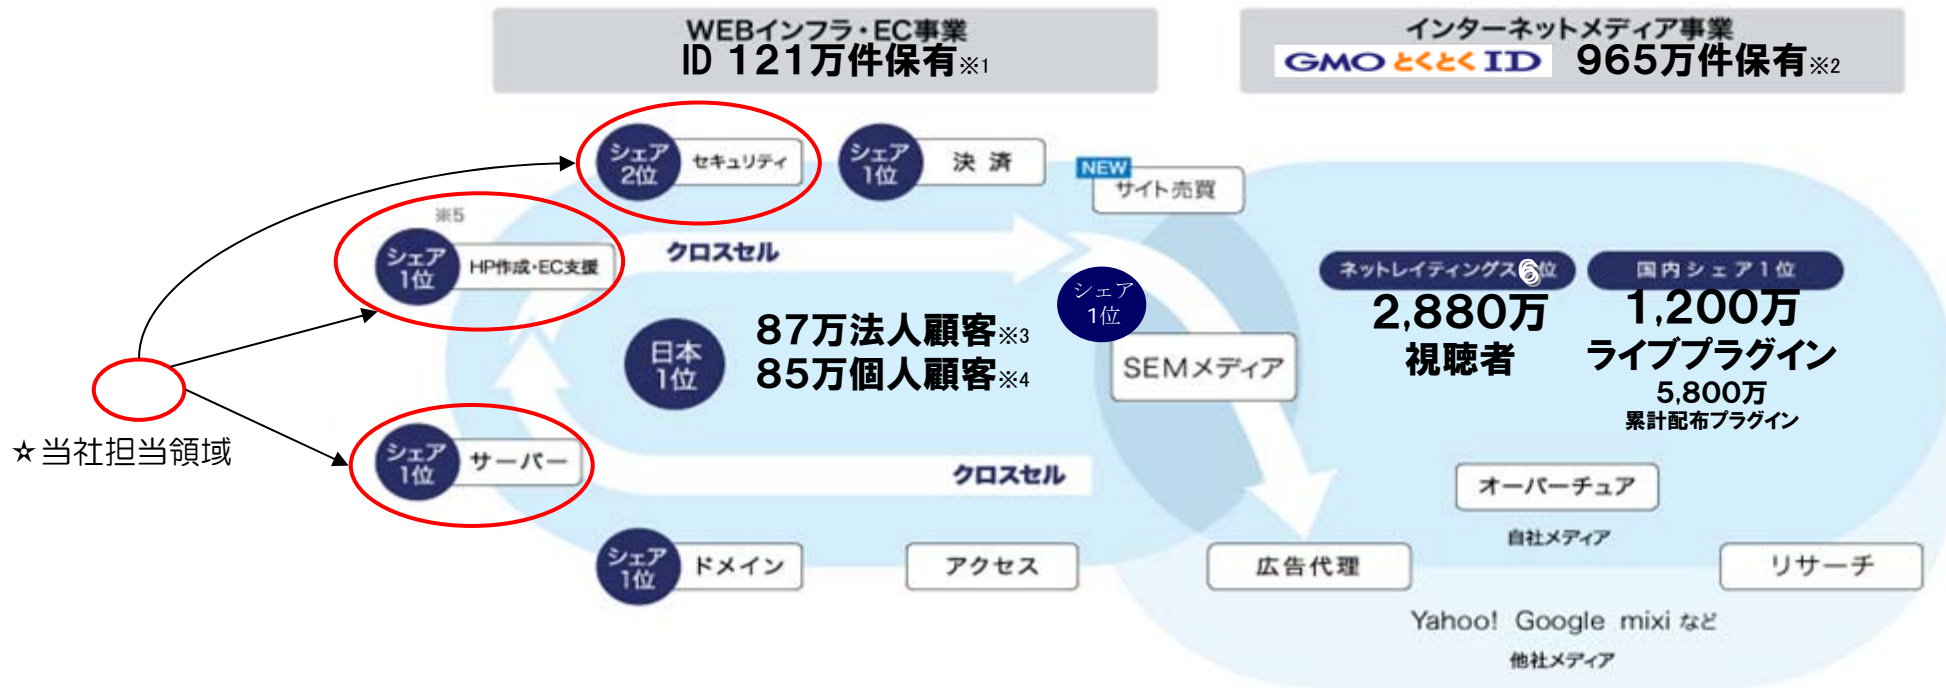 WEBインフラ・EC事業
ID 121万件保有※1
インターネットメディア事業
GMOとくとくID 965万件保有※2
シェア
2位
セキュリティ
シェア
1位
決済
NEW
サイト売買
※5
シェア
1位
HP作成・EC支援
クロスセル
シェア
1位
SEMメディア
日本
1位
87万法人顧客※3
85万個人顧客※4
ネットレイティングス6位
2,880万
視聴者
国内シェア1位
1,200万
ライブプラグイン
5,800万
累計配布プラグイン
☆当社担当領域
シェア
1位
サーバー
クロスセル
オーバーチュア
自社メディア
シェア
1位
ドメイン
アクセス
広告代理
リサーチ
Yahoo! Google mixi など
他社メディア